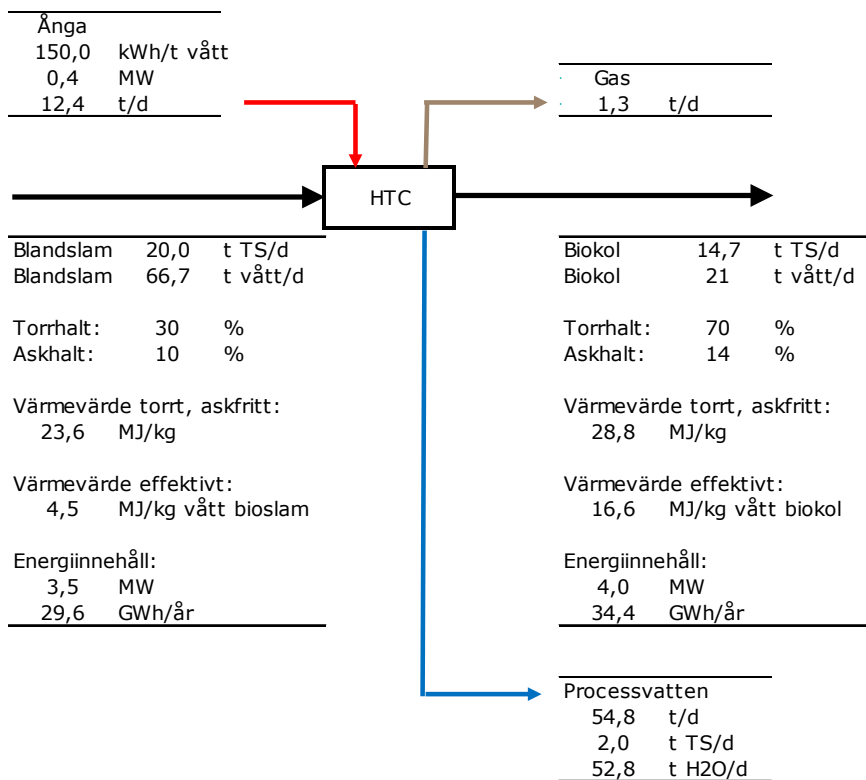 Ånga
150,0 kWh/t vått
0,4 MW
12,4 t/d
Gas
1,3 t/d
HTC
Blandslam 20,0 t TS/d
Blandslam 66,7 t vått/d
Torrhalt: 30 %
Askhalt: 10 %
Värmevärde torrt, askfritt:
23,6 MJ/kg
Värmevärde effektivt:
4,5 MJ/kg vått bioslam
Energiinnehåll:
3,5 MW
29,6 GWh/år
Biokol 14,7 t TS/d
Biokol 21 t vått/d
Torrhalt: 70 %
Askhalt: 14 %
Värmevärde torrt, askfritt:
28,8 MJ/kg
Värmevärde effektivt:
16,6 MJ/kg vått biokol
Energiinnehåll:
4,0 MW
34,4 GWh/år
Processvatten
54,8 t/d
2,0 t TS/d
52,8 t H2O/d